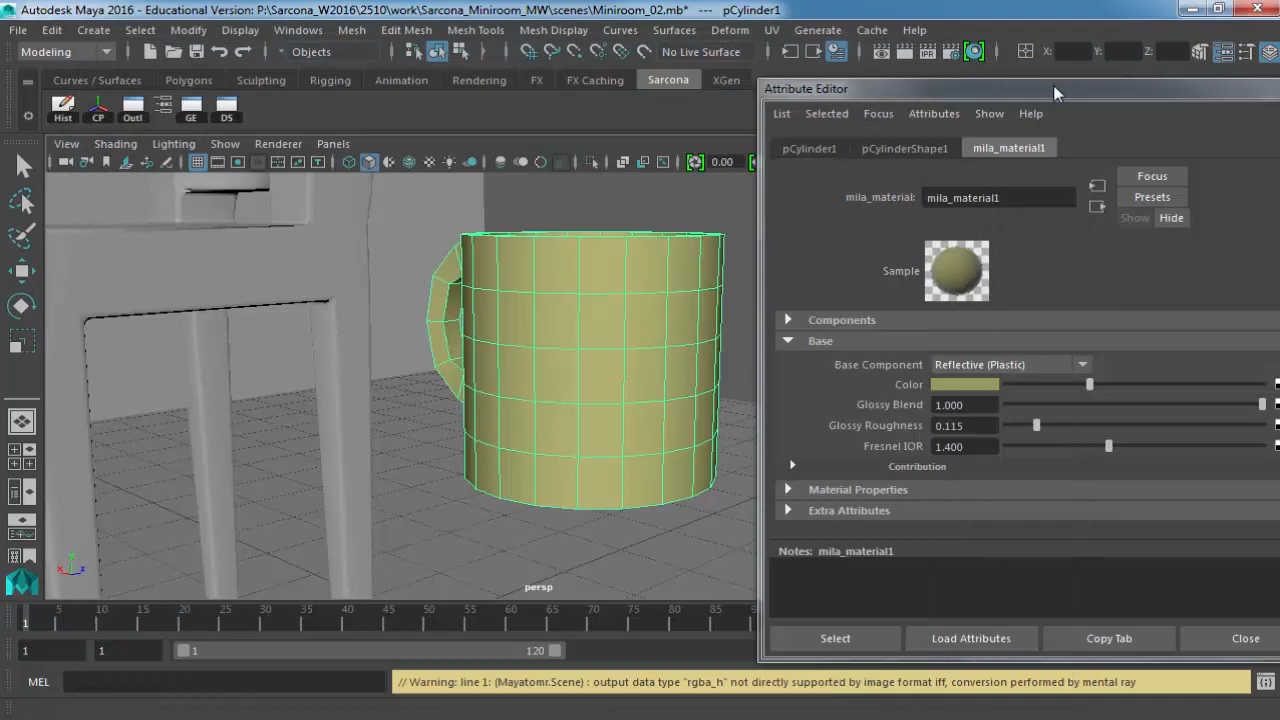 Autodesk Maya 2016 - Educational Version: P:\Sarcona_W2016\2510\work\Sarcona_Miniroom_MW\scenes\Miniroom_02.mb* --- pCylinder1
File Edit Create Select Modify Display Windows Mesh Edit Mesh Mesh Tools Mesh Display Curves Surfaces Deform UV Generate Cache Help
Modeling Objects No Live Surface IPR X: Y: Z:
Curves / Surfaces Polygons Sculpting Rigging Animation Rendering FX FX Caching Sarcona XGen
Hist CP Outl GE DS
View Shading Lighting Show Renderer Panels
0.00
persp
Attribute Editor
List Selected Focus Attributes Show Help
pCylinder1 pCylinderShape1 mila_material1
Focus
mila_material: mila_material1
Presets
Show Hide
Sample
Components
Base
Base Component Reflective (Plastic)
Color
Glossy Blend 1.000
Glossy Roughness 0.115
Fresnel IOR 1.400
Contribution
Material Properties
Extra Attributes
Notes: mila_material1
Select Load Attributes Copy Tab Close
5 10 15 20 25 30 35 40 45 50 55 60 65 70 75 80 85 90
1
1 1 1 120
MEL // Warning: line 1: (Mayatomr.Scene) : output data type "rgba_h" not directly supported by image format iff, conversion performed by mental ray